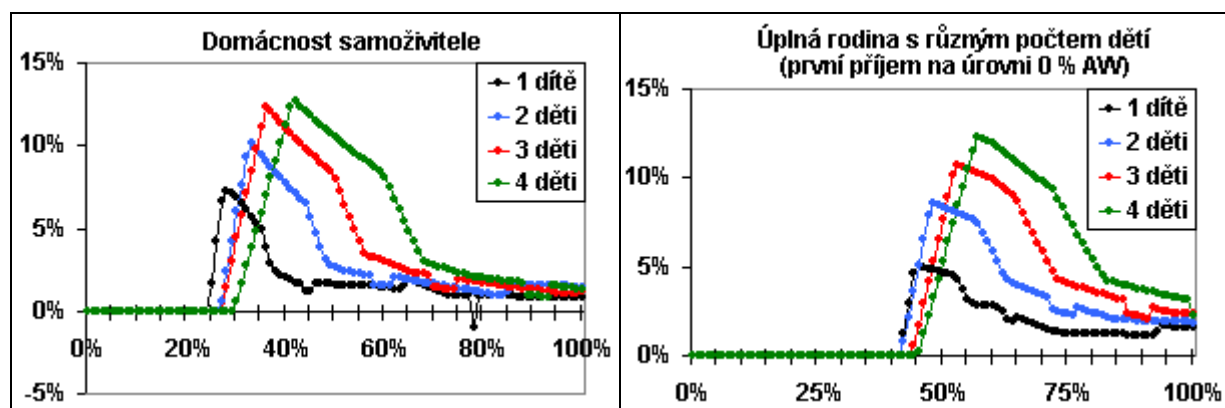 Domácnost samoživitele
15%
10%
5%
0%
-5%
0%
20%
40%
60%
80%
100%
1 dítě
2 děti
3 děti
4 děti
Úplná rodina s různým počtem dětí
(první příjem na úrovni 0 % AW)
15%
10%
5%
0%
0%
25%
50%
75%
100%
1 dítě
2 děti
3 děti
4 děti